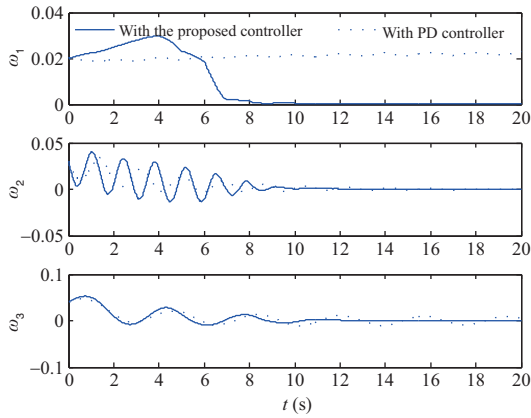 0.04
With the proposed controller
With PD controller
ω1
0.02
0
0 2 4 6 8 10 12 14 16 18 20
0.05
ω2
0
−0.05
0 2 4 6 8 10 12 14 16 18 20
0.1
ω3
0
−0.1
0 2 4 6 8 10 12 14 16 18 20
t (s)